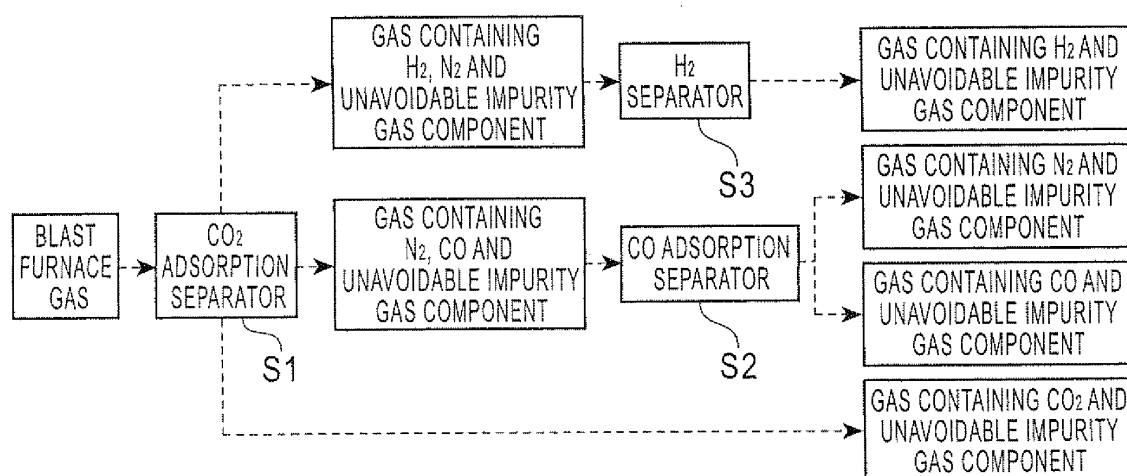 GAS CONTAINING
H2, N2 AND
UNAVOIDABLE IMPURITY
GAS COMPONENT
H2
SEPARATOR
S3
GAS CONTAINING H2 AND
UNAVOIDABLE IMPURITY
GAS COMPONENT
GAS CONTAINING N2 AND
UNAVOIDABLE IMPURITY
GAS COMPONENT
BLAST
FURNACE
GAS
CO2
ADSORPTION
SEPARATOR
S1
GAS CONTAINING
N2, CO AND
UNAVOIDABLE IMPURITY
GAS COMPONENT
CO ADSORPTION
SEPARATOR
S2
GAS CONTAINING CO AND
UNAVOIDABLE IMPURITY
GAS COMPONENT
GAS CONTAINING CO2 AND
UNAVOIDABLE IMPURITY
GAS COMPONENT